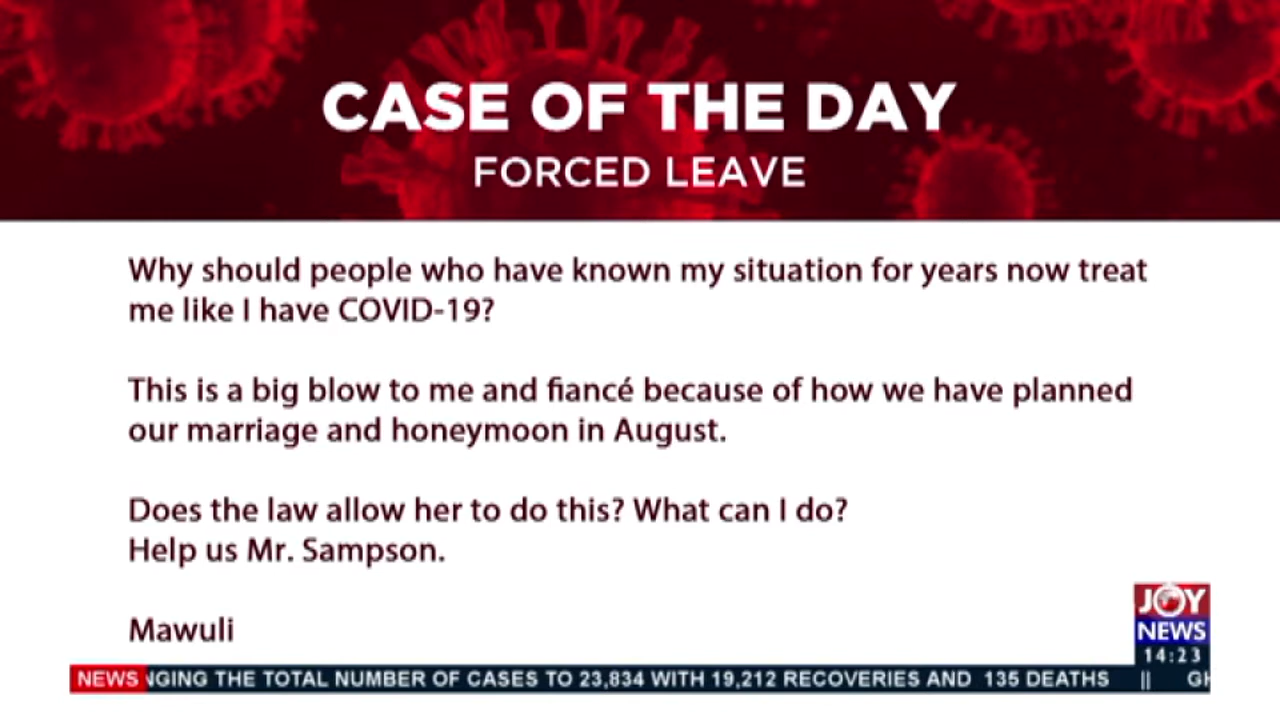 CASE OF THE DAY
FORCED LEAVE
Why should people who have known my situation for years now treat
me like I have COVID-19?
This is a big blow to me and fiancé because of how we have planned
our marriage and honeymoon in August.
Does the law allow her to do this? What can I do?
Help us Mr. Sampson.
Mawuli
JOY
NEWS
14:23
NEWS NGING THE TOTAL NUMBER OF CASES TO 23,834 WITH 19,212 RECOVERIES AND 135 DEATHS || GH